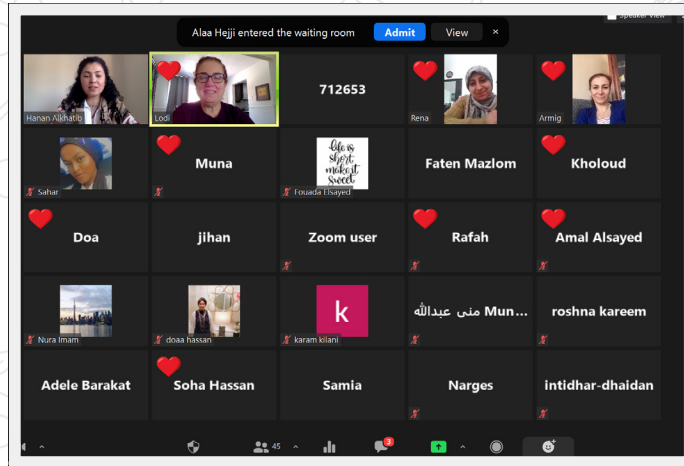 Speaker View
Alaa Hejji entered the waiting room Admit View ×
Hanan Alkhatib
Lodi
712653
Rena
Armig
Sahar
Muna
life is
short
make it
sweet
Fouada Elsayed
Faten Mazlom
Kholoud
Doa
jihan
Zoom user
Rafah
Amal Alsayed
Nura Imam
doaa hassan
k
karam kilani
منى عبدالله Mun...
roshna kareem
Adele Barakat
Soha Hassan
Samia
Narges
intidhar-dhaidan
45
3